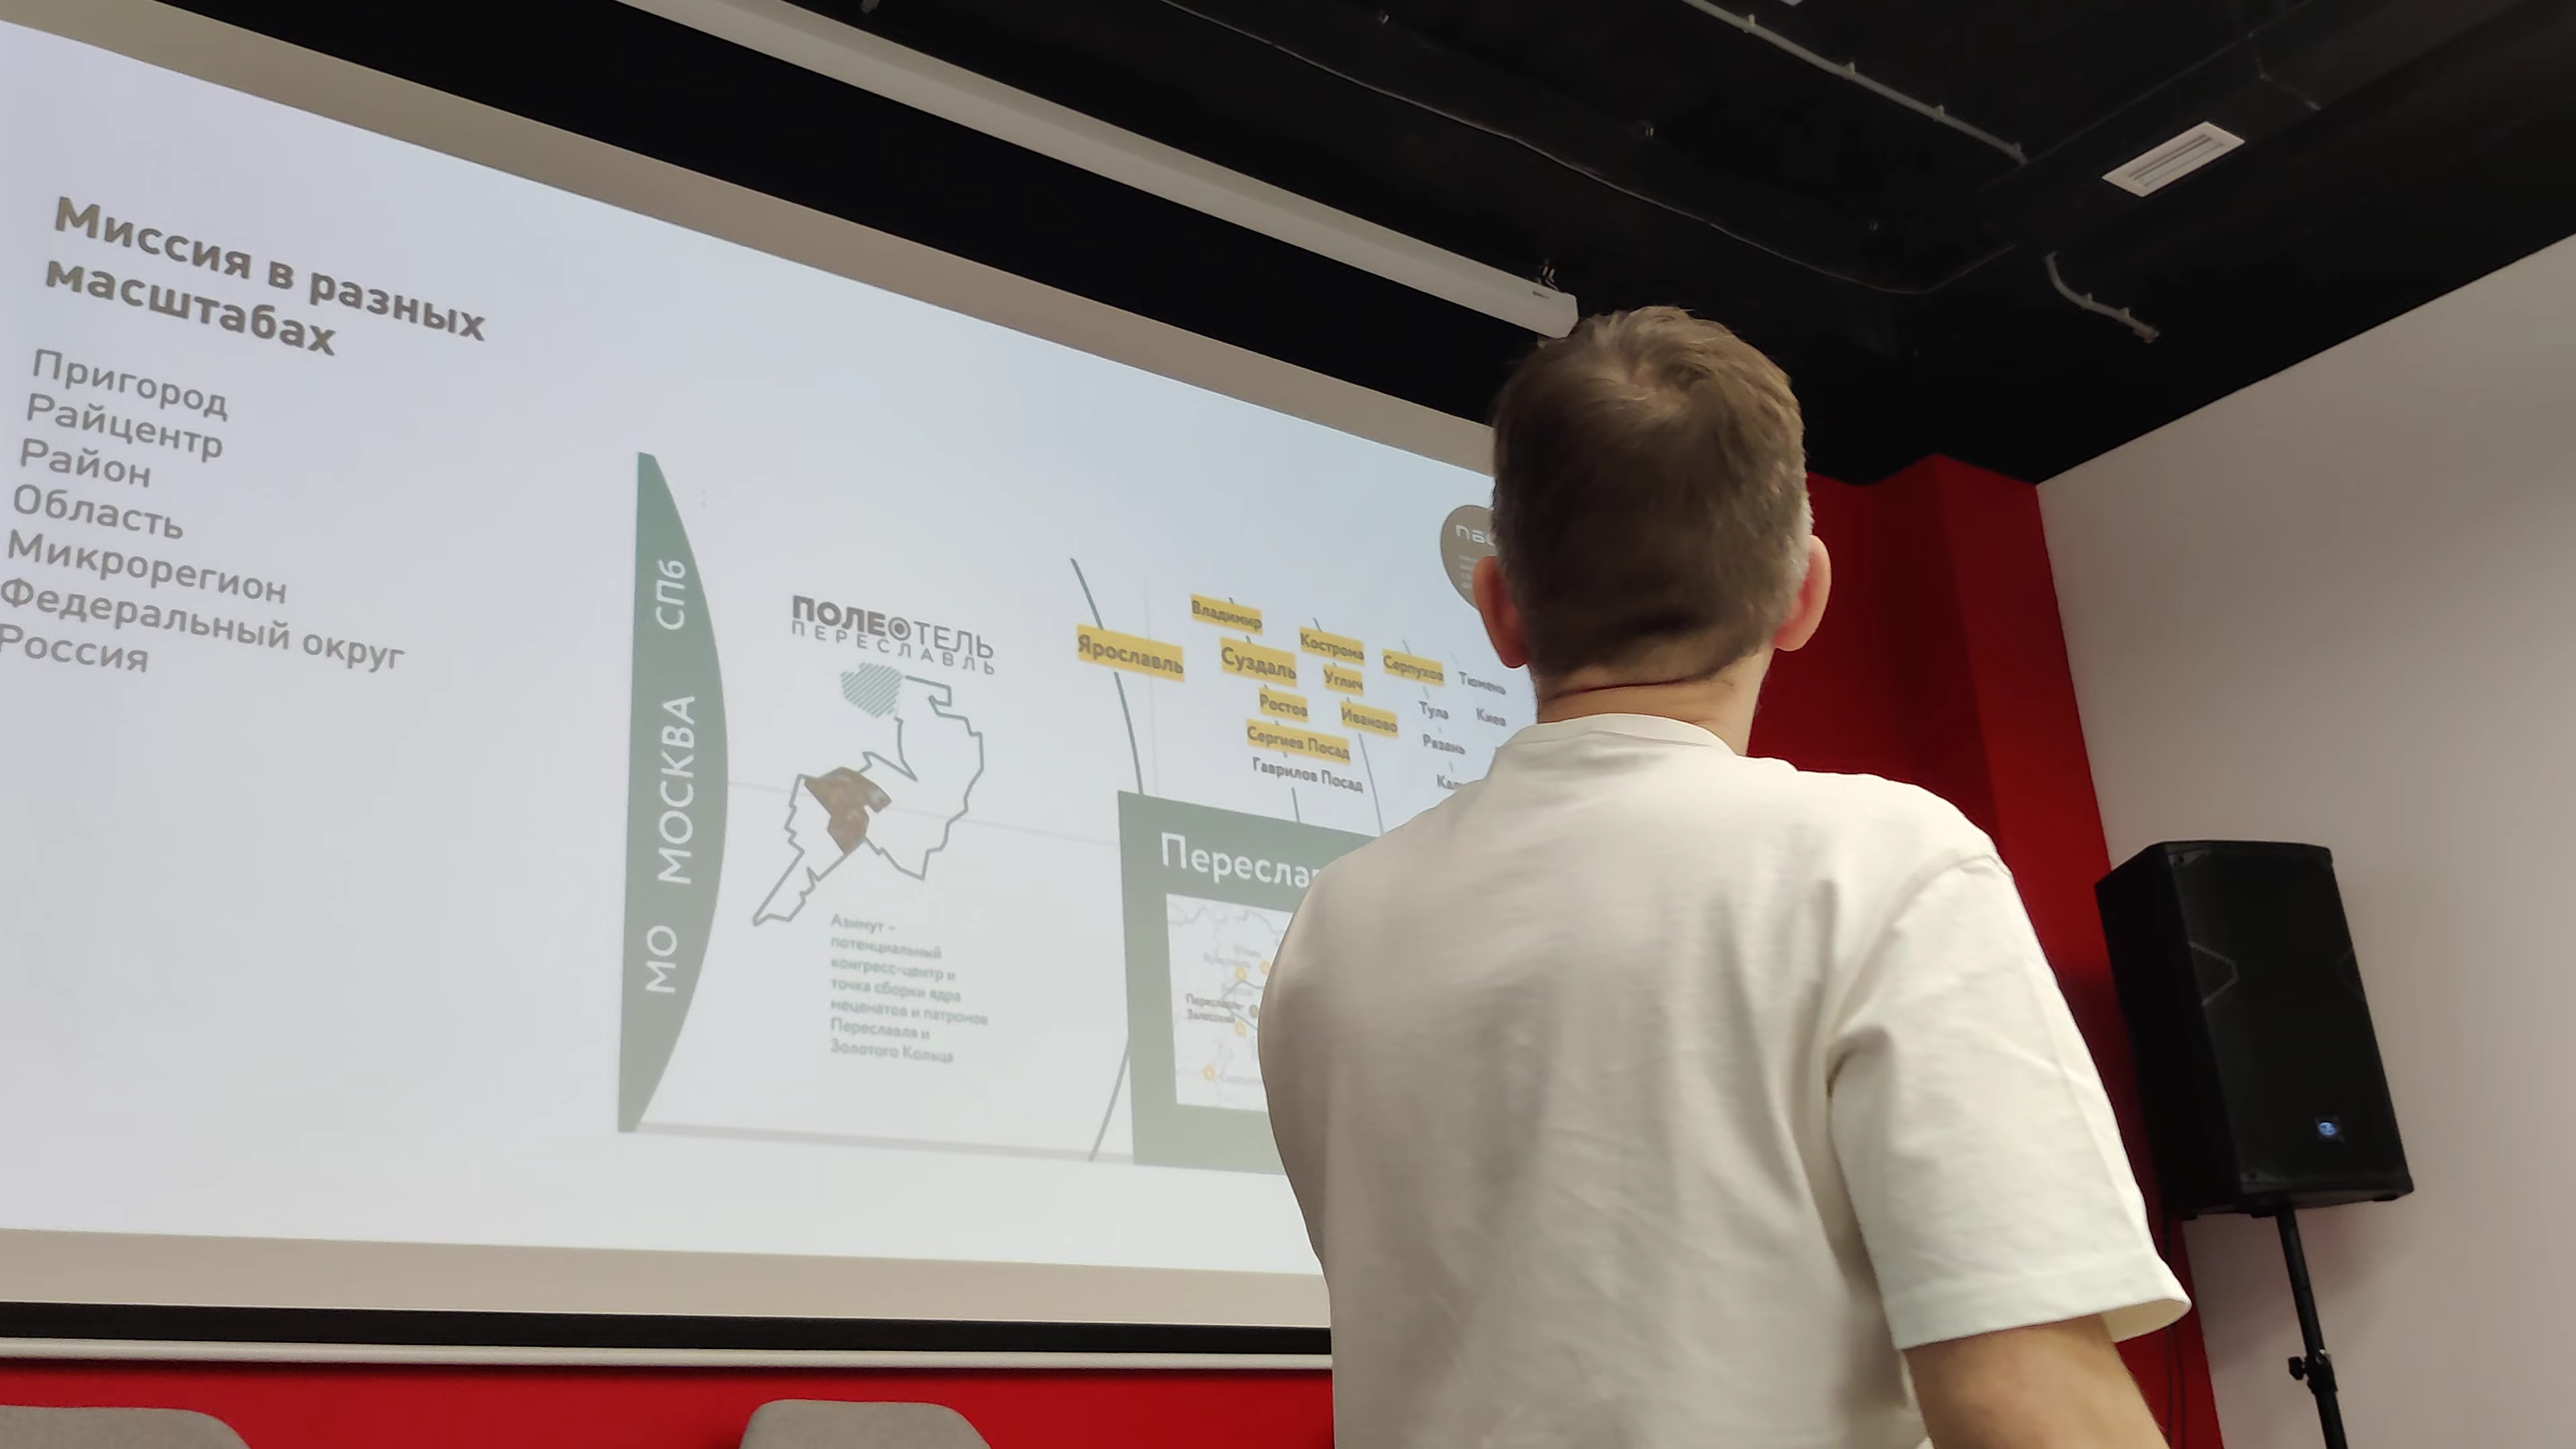 Миссия в разных
масштабах
Пригород
Райцентр
Район
Область
Микрорегион
Федеральный округ
Россия
МО МОСКВА СПб
ПОЛЕОТЕЛЬ
ПЕРЕСЛАВЛЬ
Азимут –
потенциальный
конгресс-центр и
точка сборки ядра
меценатов и патронов
Переславля и
Золотого Кольца
Ярославль
Владимир
Суздаль
Ростов
Сергиев Посад
Гаврилов Посад
Кострома
Углич
Иваново
Серпухов
Тула
Рязань
Тюмень
Киев
Пересла